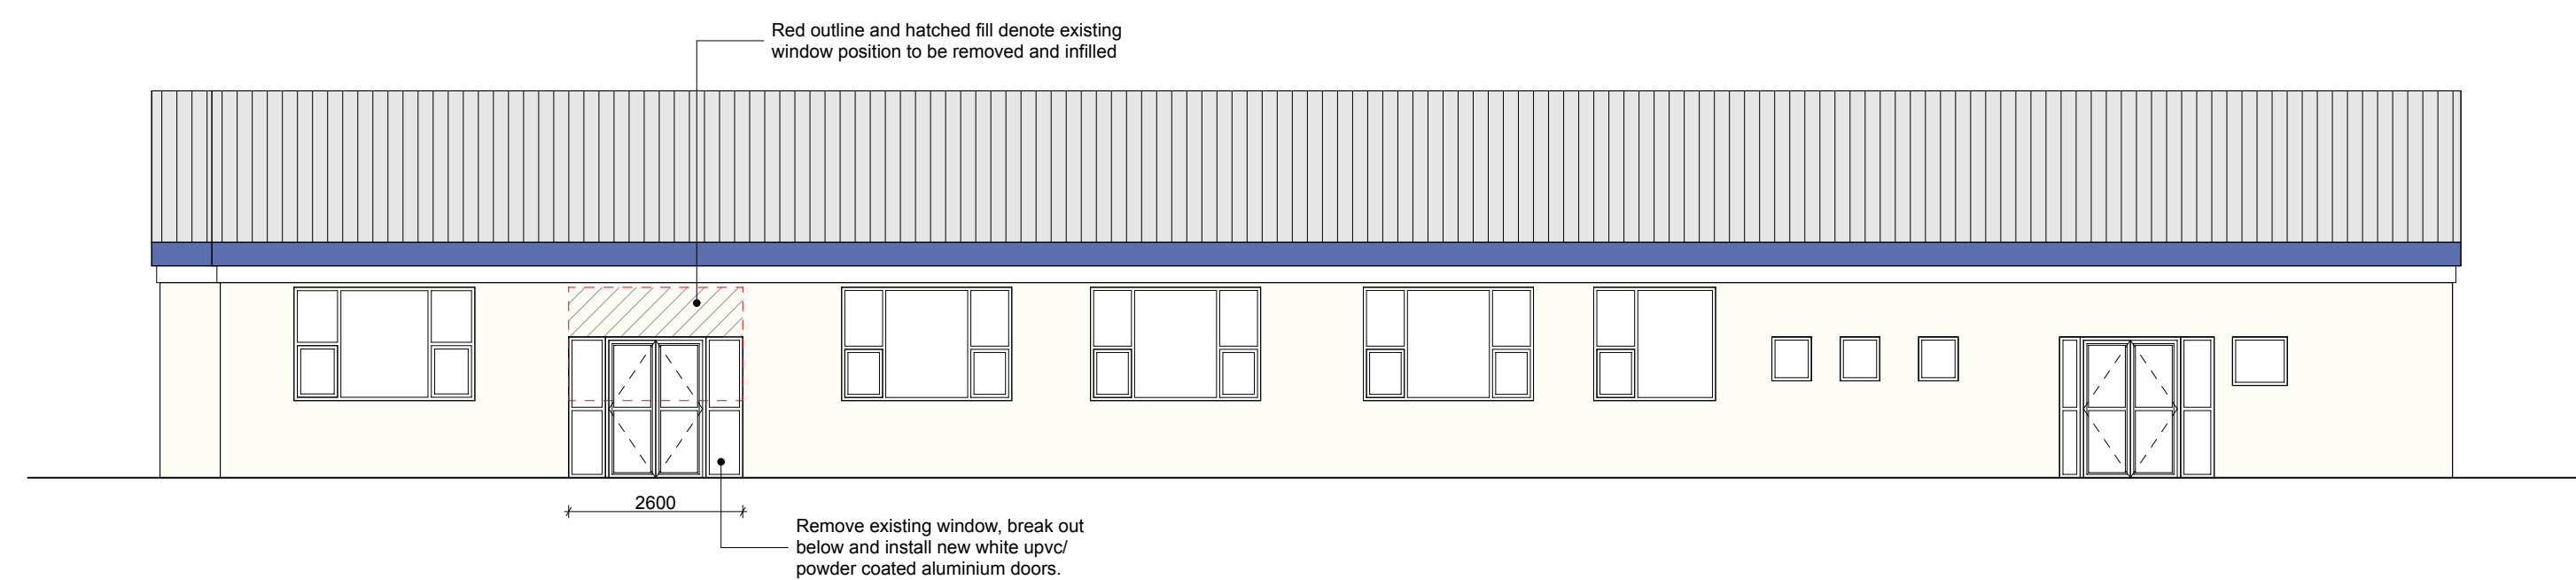 Red outline and hatched fill denote existing
window position to be removed and infilled
2600
Remove existing window, break out
below and install new white upvc/
powder coated aluminium doors.